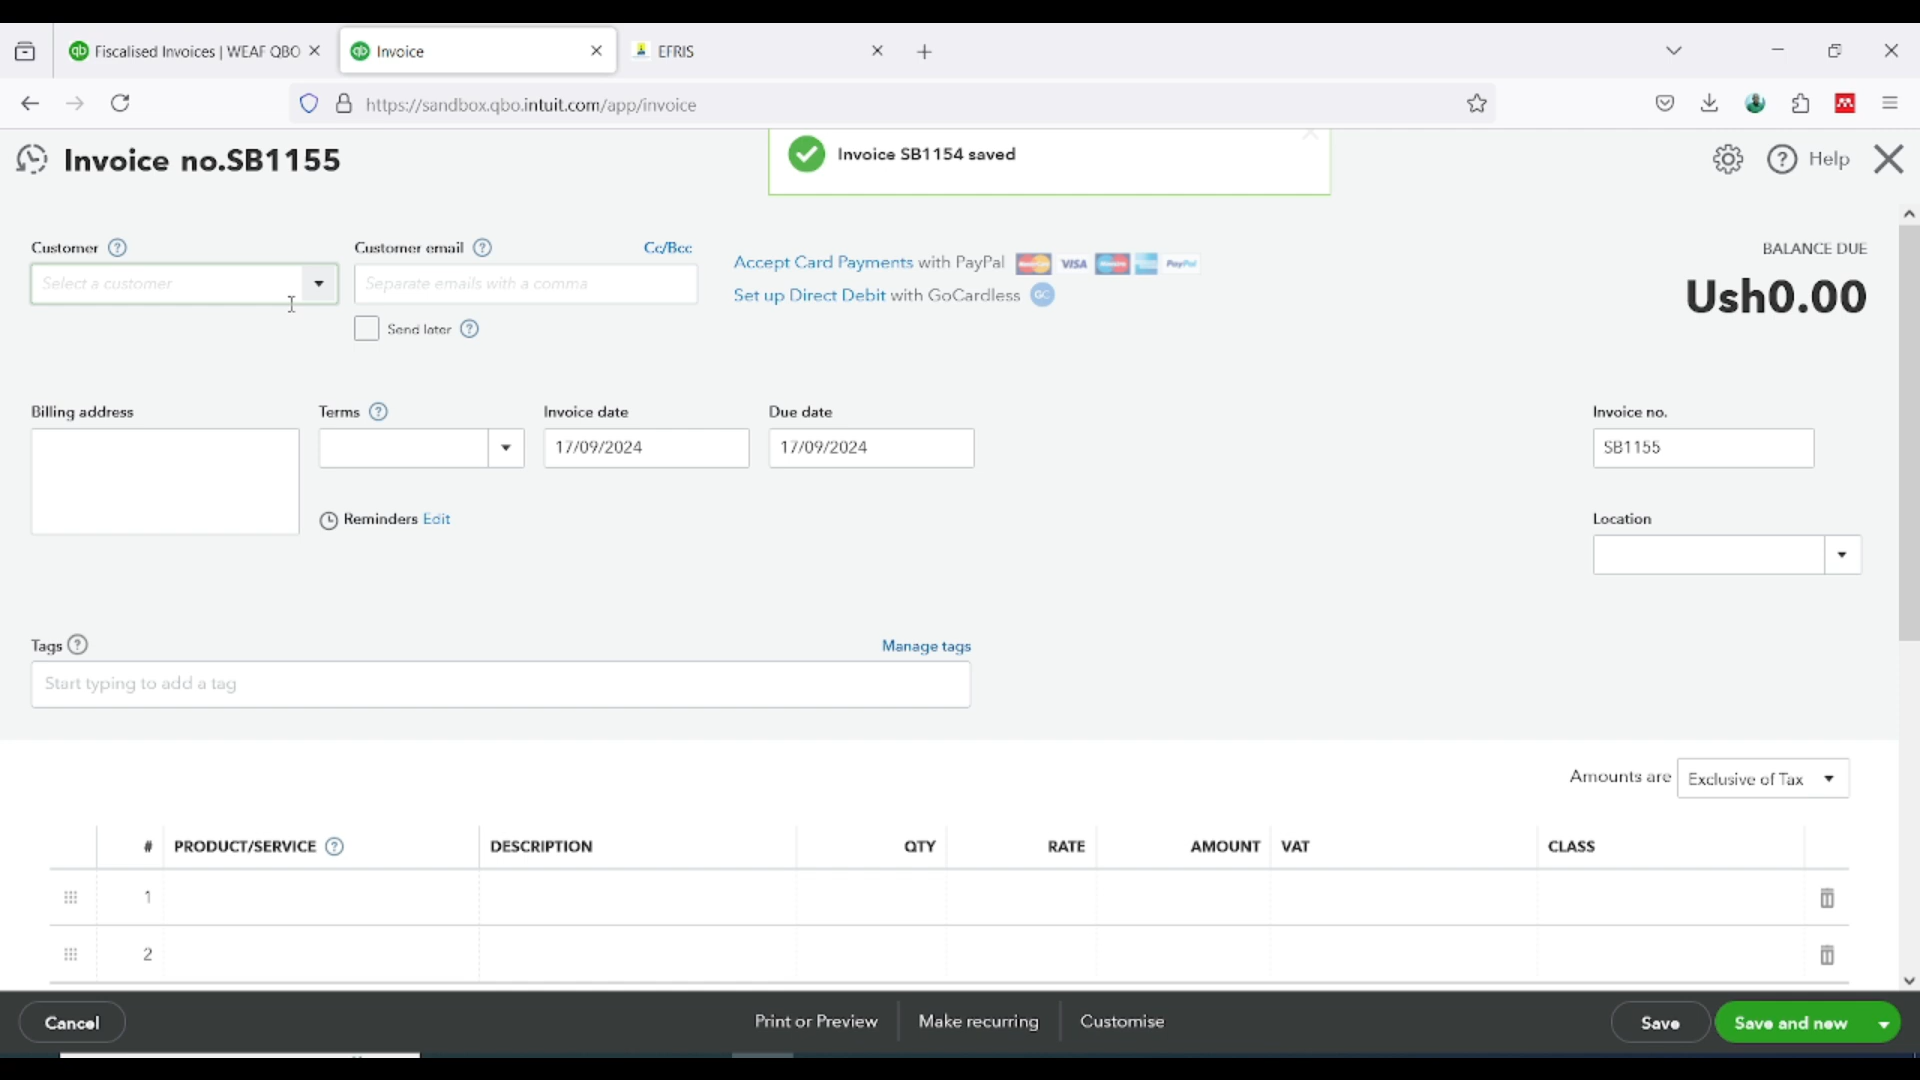 Fiscalised Invoices | WEAF QBO
Invoice
EFRIS
https://sandbox.qbo.intuit.com/app/invoice
Invoice no.SB1155
Invoice SB1154 saved
Help
Customer
Customer email
Cc/Bcc
Select a customer
Separate emails with a comma
Send later
Accept Card Payments with PayPal
VISA
PayPal
Set up Direct Debit with GoCardless GC
BALANCE DUE
Ush0.00
Billing address
Terms
Invoice date
Due date
Invoice no.
17/09/2024
17/09/2024
SB1155
Reminders Edit
Location
Tags
Manage tags
Start typing to add a tag
Amounts are Exclusive of Tax
# PRODUCT/SERVICE DESCRIPTION QTY RATE AMOUNT VAT CLASS
1
2
Cancel
Print or Preview
Make recurring
Customise
Save
Save and new